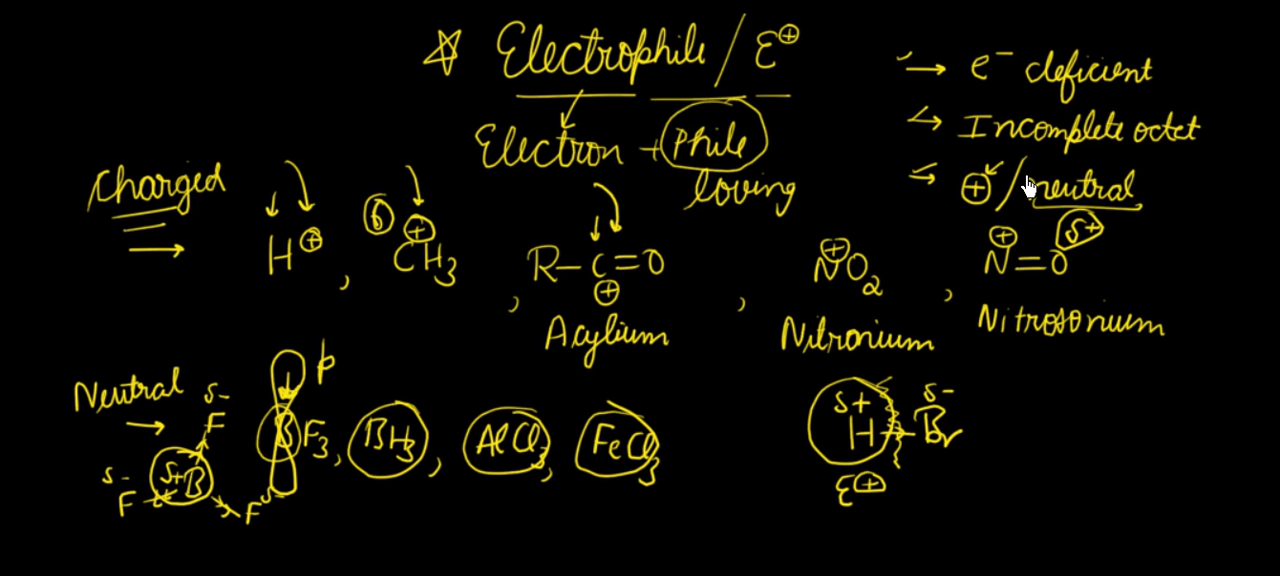 ☆ Electrophile / E⊕
Electron + Phile
loving
→ e⁻ deficient
↳ Incomplete octet
↳ ⊕ / neutral
δ+
Charged
→ H⊕, ⑥ ⊕CH₃, R–C=O, NO₂, N=O
⊕ ⊕ ⊕
Acylium
Nitronium
Nitrosonium
Neutral →
p
BF₃, BH₃, AlCl₃, FeCl₃
δ- F
δ+ B
δ- F
δ- F
δ+ δ-
H–Br
E⊕